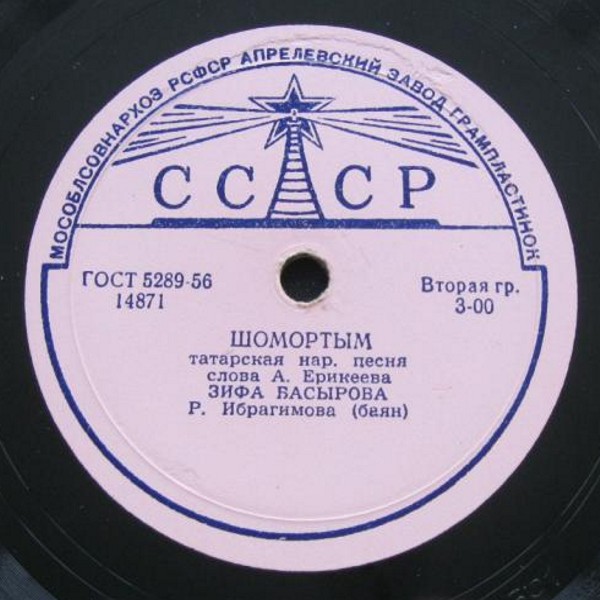 МОСОБЛСОВНАРХОЗ РСФСР АПРЕЛЕВСКИЙ ЗАВОД ГРАМПЛАСТИНОК
СССР
ГОСТ 5289-56
14871
Вторая гр.
3-00
ШОМОРТЫМ
татарская нар. песня
слова А. Ерикеева
ЗИФА БАСЫРОВА
Р. Ибрагимова (баян)